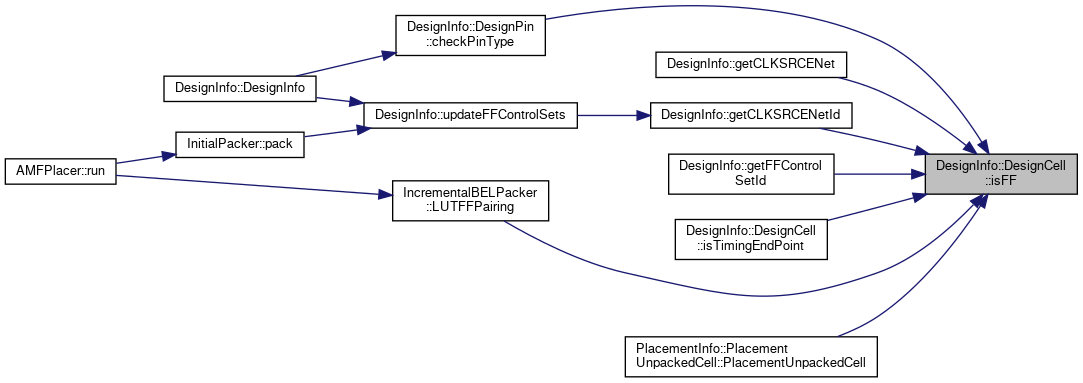 DesignInfo::DesignPin
::checkPinType
DesignInfo::getCLKSRCENet
DesignInfo::DesignInfo
DesignInfo::updateFFControlSets
DesignInfo::getCLKSRCENetId
InitialPacker::pack
AMFPlacer::run
DesignInfo::getFFControl
SetId
DesignInfo::DesignCell
::isFF
IncrementalBELPacker
::LUTFFPairing
DesignInfo::DesignCell
::isTimingEndPoint
PlacementInfo::Placement
UnpackedCell::PlacementUnpackedCell